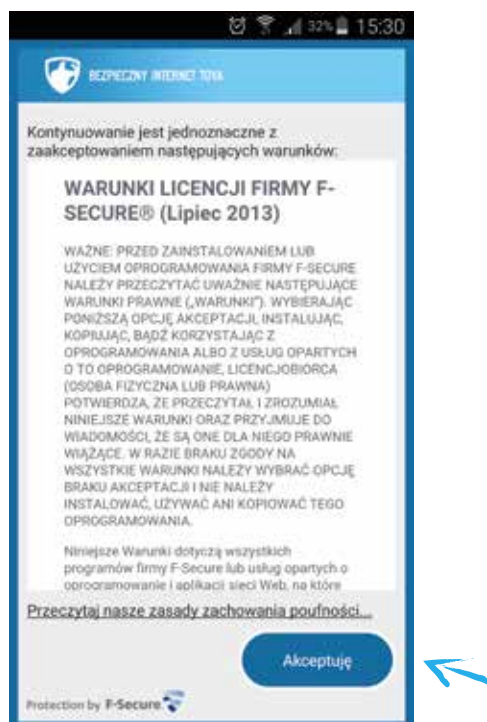 32% 15:30
BEZPIECZNY INTERNET TOYA
Kontynuowanie jest jednoznaczne z
zaakceptowaniem następujących warunków:
WARUNKI LICENCJI FIRMY F-
SECURE® (Lipiec 2013)
WAŻNE: PRZED ZAINSTALOWANIEM LUB
UŻYCIEM OPROGRAMOWANIA FIRMY F-SECURE
NALEŻY PRZECZYTAĆ UWAŻNIE NASTĘPUJĄCE
WARUNKI PRAWNE („WARUNKI"). WYBIERAJĄC
PONIŻSZĄ OPCJĘ AKCEPTACJI, INSTALUJĄC,
KOPIUJĄC, BĄDŹ KORZYSTAJĄC Z
OPROGRAMOWANIA ALBO Z USŁUG OPARTYCH
O TO OPROGRAMOWANIE, LICENCJOBIORCA
(OSOBA FIZYCZNA LUB PRAWNA)
POTWIERDZA, ŻE PRZECZYTAŁ I ZROZUMIAŁ
NINIEJSZE WARUNKI ORAZ PRZYJMUJE DO
WIADOMOŚCI, ŻE SĄ ONE DLA NIEGO PRAWNIE
WIĄŻĄCE. W RAZIE BRAKU ZGODY NA
WSZYSTKIE WARUNKI NALEŻY WYBRAĆ OPCJĘ
BRAKU AKCEPTACJI I NIE NALEŻY
INSTALOWAĆ, UŻYWAĆ ANI KOPIOWAĆ TEGO
OPROGRAMOWANIA.
Niniejsze Warunki dotyczą wszystkich
programów firmy F-Secure lub usług opartych o
oprogramowanie i aplikacji sieci Web, na które
Przeczytaj nasze zasady zachowania poufności...
Akceptuję
Protection by F-Secure